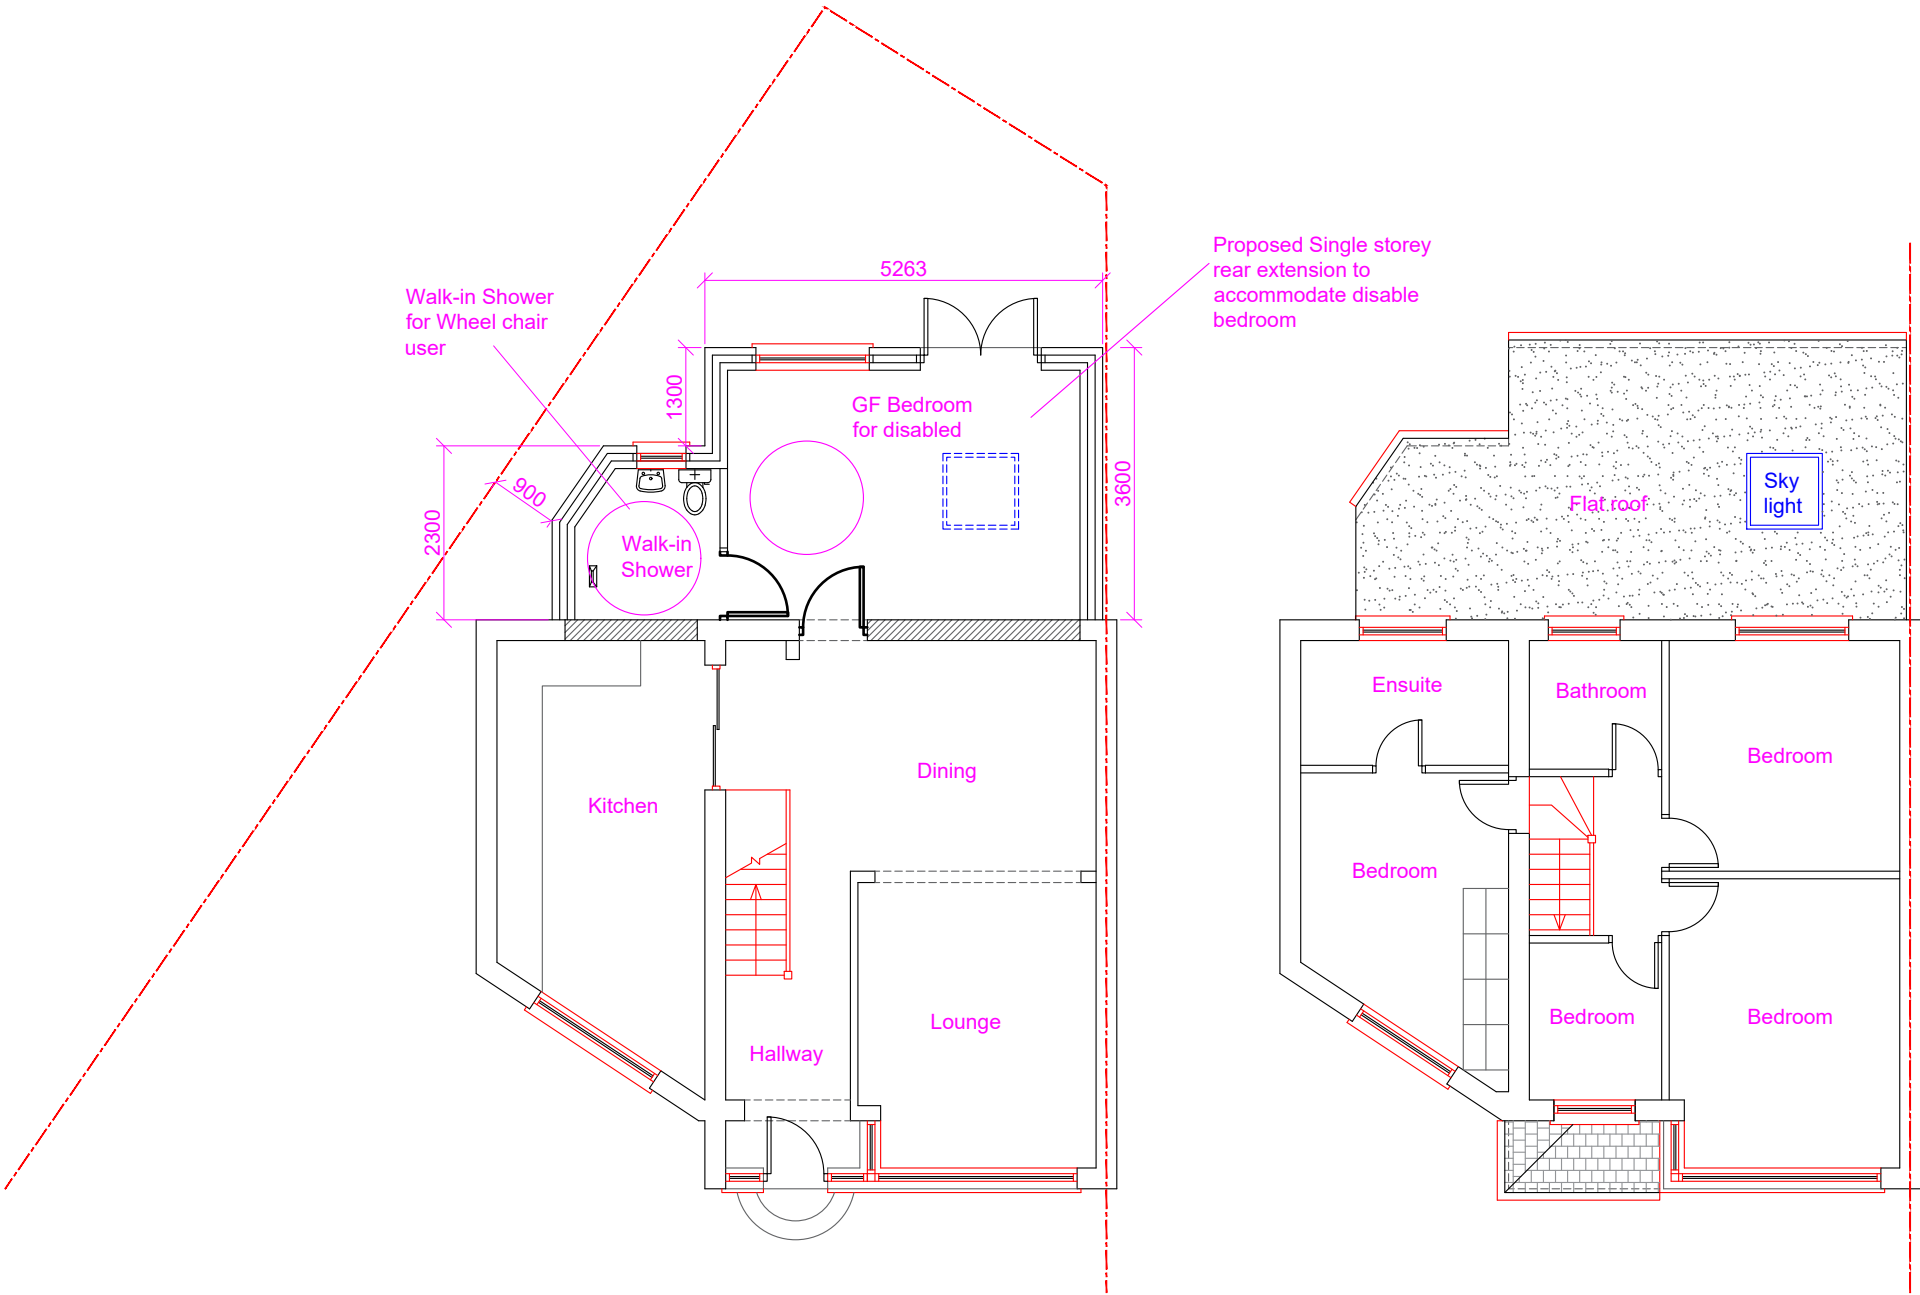 Proposed Single storey
rear extension to
accommodate disable
bedroom
5263
Walk-in Shower
for Wheel chair
user
1300
GF Bedroom
for disabled
3600
900
2300
Walk-in
Shower
Kitchen
Dining
Lounge
Hallway
Flat roof
Sky
light
Ensuite
Bathroom
Bedroom
Bedroom
Bedroom
Bedroom